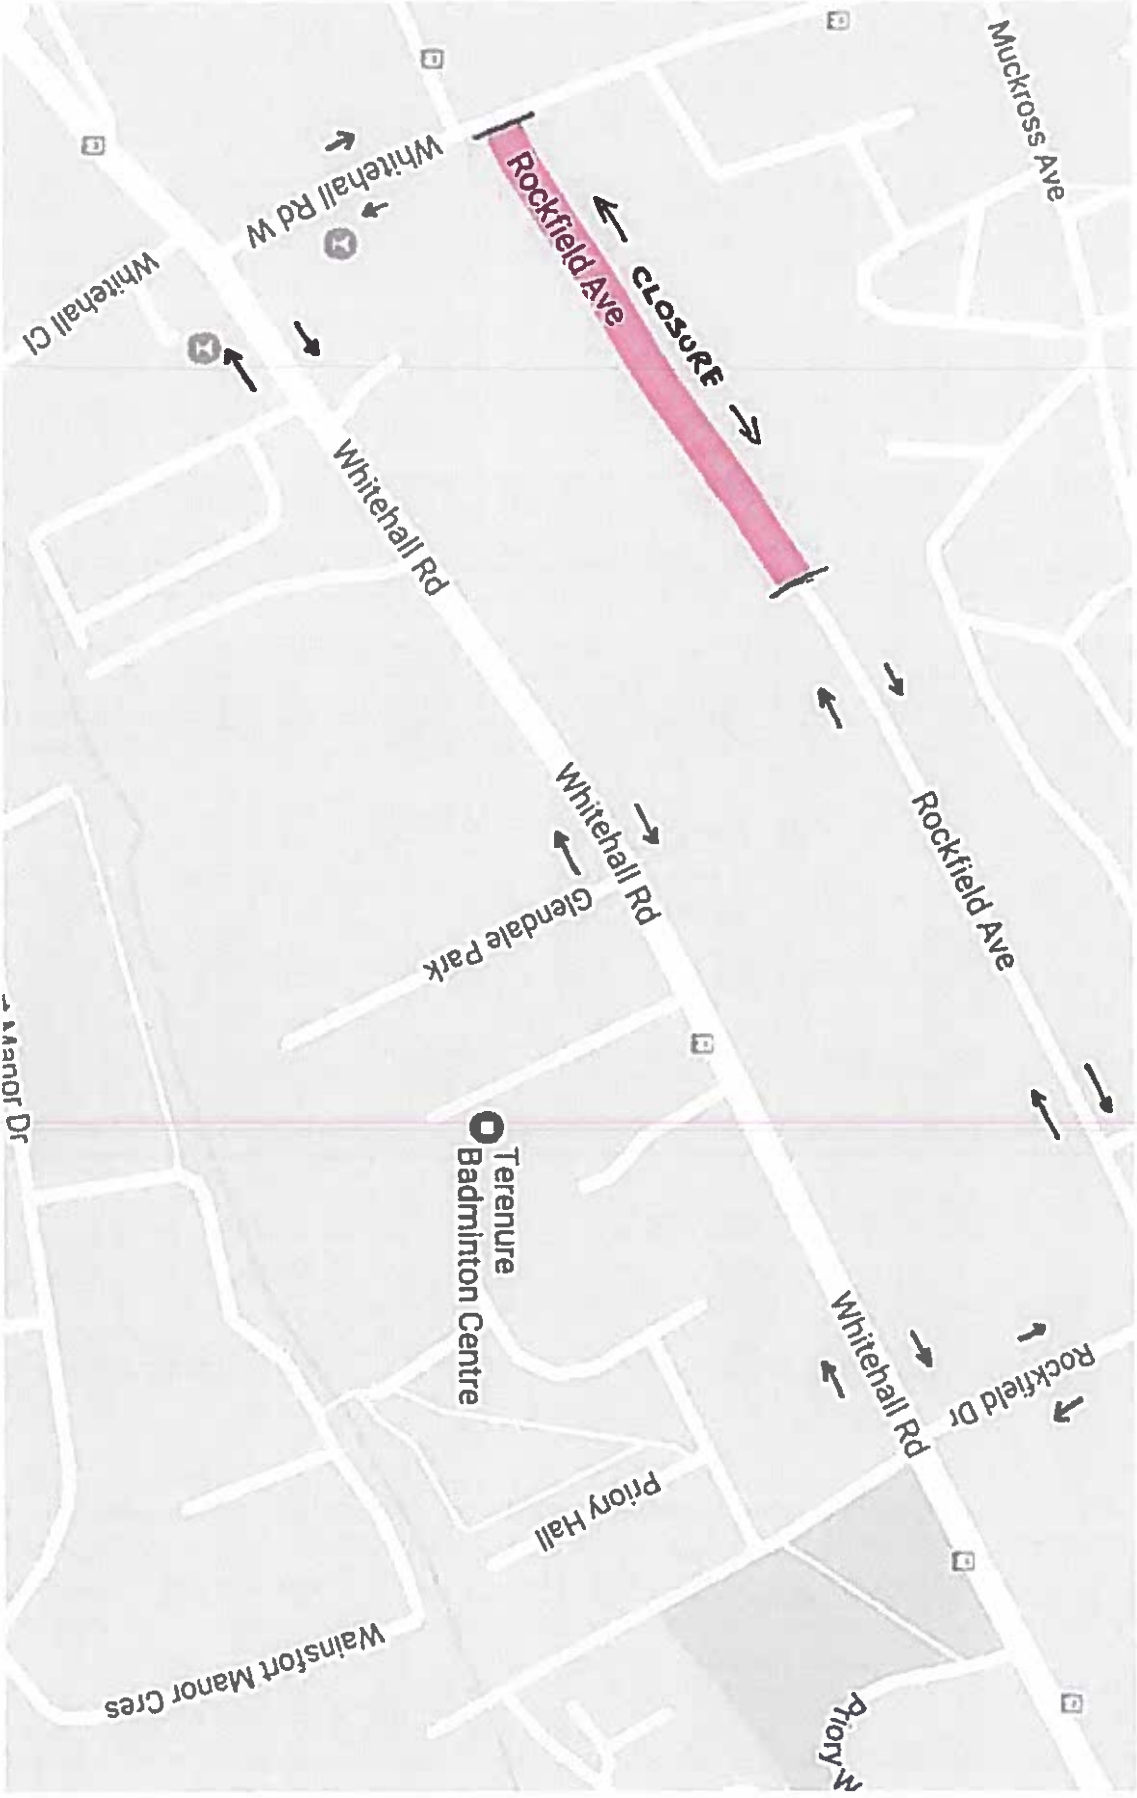 Muckross Ave
Whitehall Rd W
Rockfield Ave
CLOSURE
Whitehall Cl
Whitehall Rd
Whitehall Rd
Rockfield Ave
Glendale Park
Manor Dr
Terenure
Badminton Centre
Whitehall Rd
Rockfield Dr
Priory Hall
Wainsfort Manor Cres
Priory W